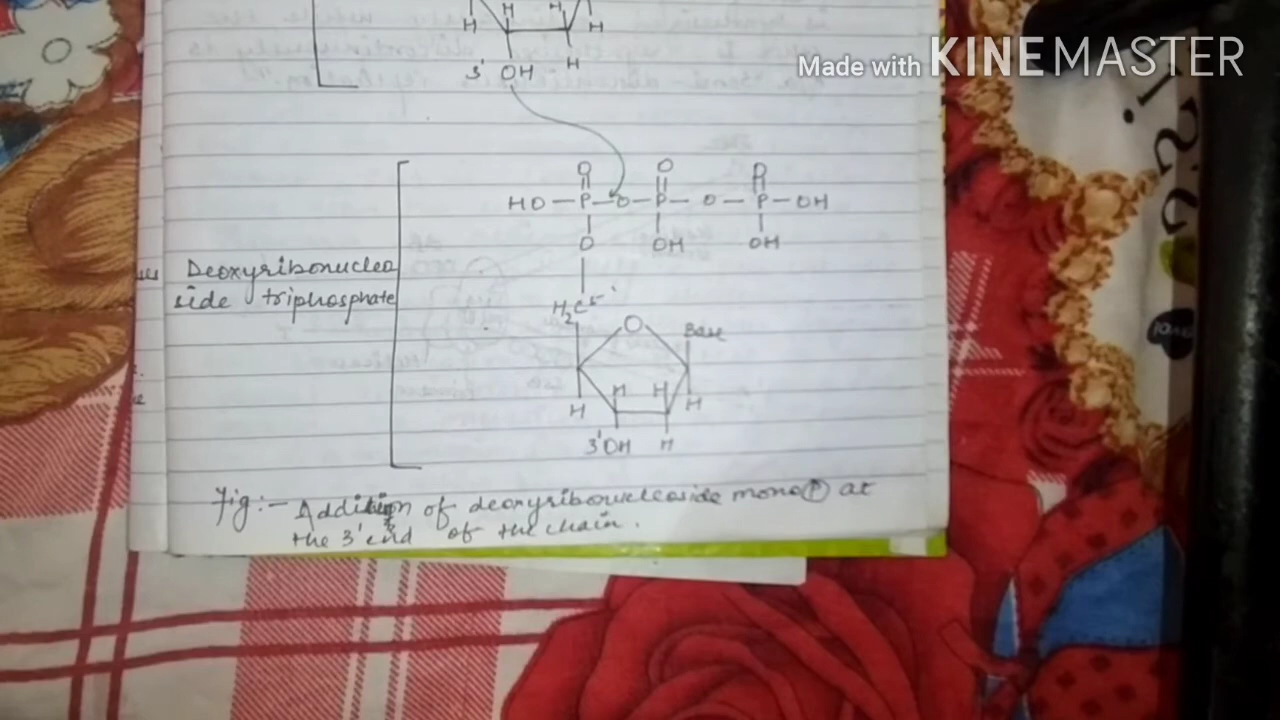 Made with KINEMASTER
H H H H
3' OH H
O O O
HO - P - O - P - O - P - OH
O OH OH
Deoxyribonucleo
side triphosphate
H₂C 5'
O Base
H H H H
3'OH H
Fig:- Addition of deoxyribonucleoside mono(P) at
the 3' end of the chain.